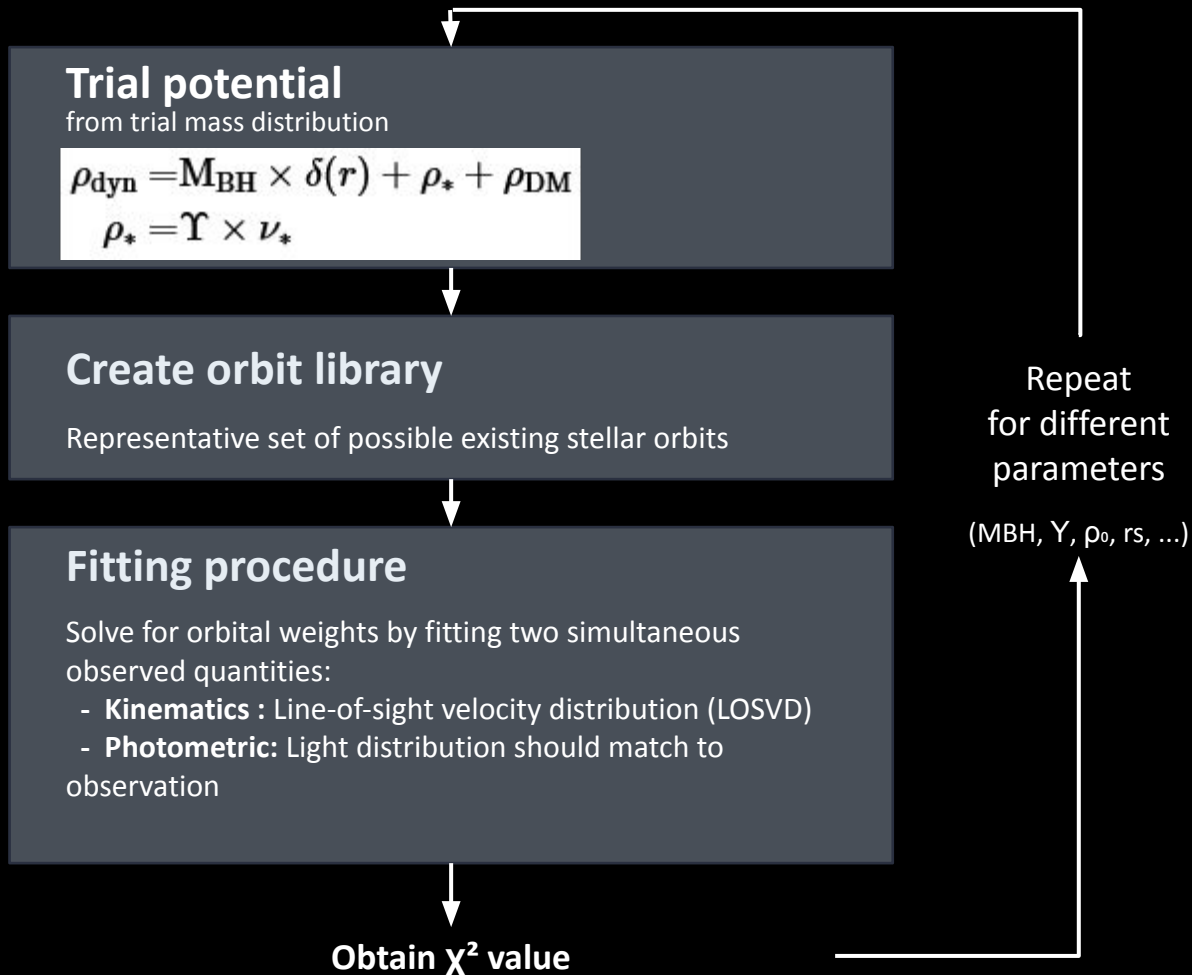 Trial potential
from trial mass distribution
ρdyn =MBH × δ(r) + ρ* + ρDM
ρ* =ϒ × ν*
Create orbit library
Representative set of possible existing stellar orbits
Fitting procedure
Solve for orbital weights by fitting two simultaneous
observed quantities:
- Kinematics : Line-of-sight velocity distribution (LOSVD)
- Photometric: Light distribution should match to
observation
Obtain χ² value
Repeat
for different
parameters
(MBH, ϒ, ρ₀, rs, ...)